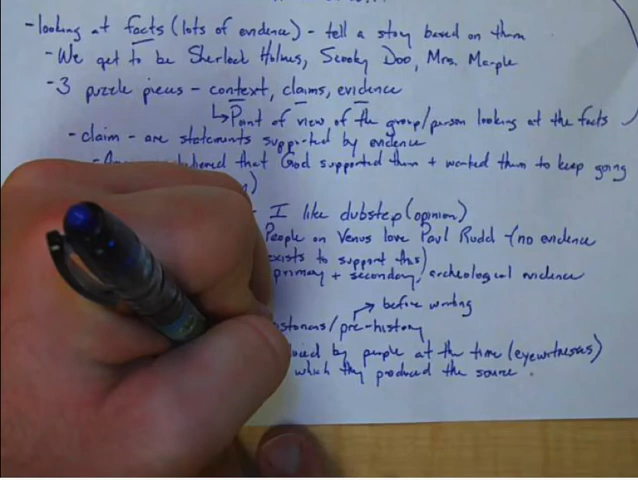 -looking at facts (lots of evidence) - tell a story based on them
- We get to be Sherlock Holmes, Scooby Doo, Mrs. Marple
-3 puzzle pieces - context, claims, evidence
↳Point of view of the group/person looking at the facts
- claim - are statements supported by evidence
that God supported them + wanted them to keep going
- I like dubstep (opinion)
People on Venus love Paul Rudd - (no evidence
exists to support this)
primary + secondary/archeological evidence
→ before writing
/pre-history
by people at the time (eyewitnesses)
which they produced the source.